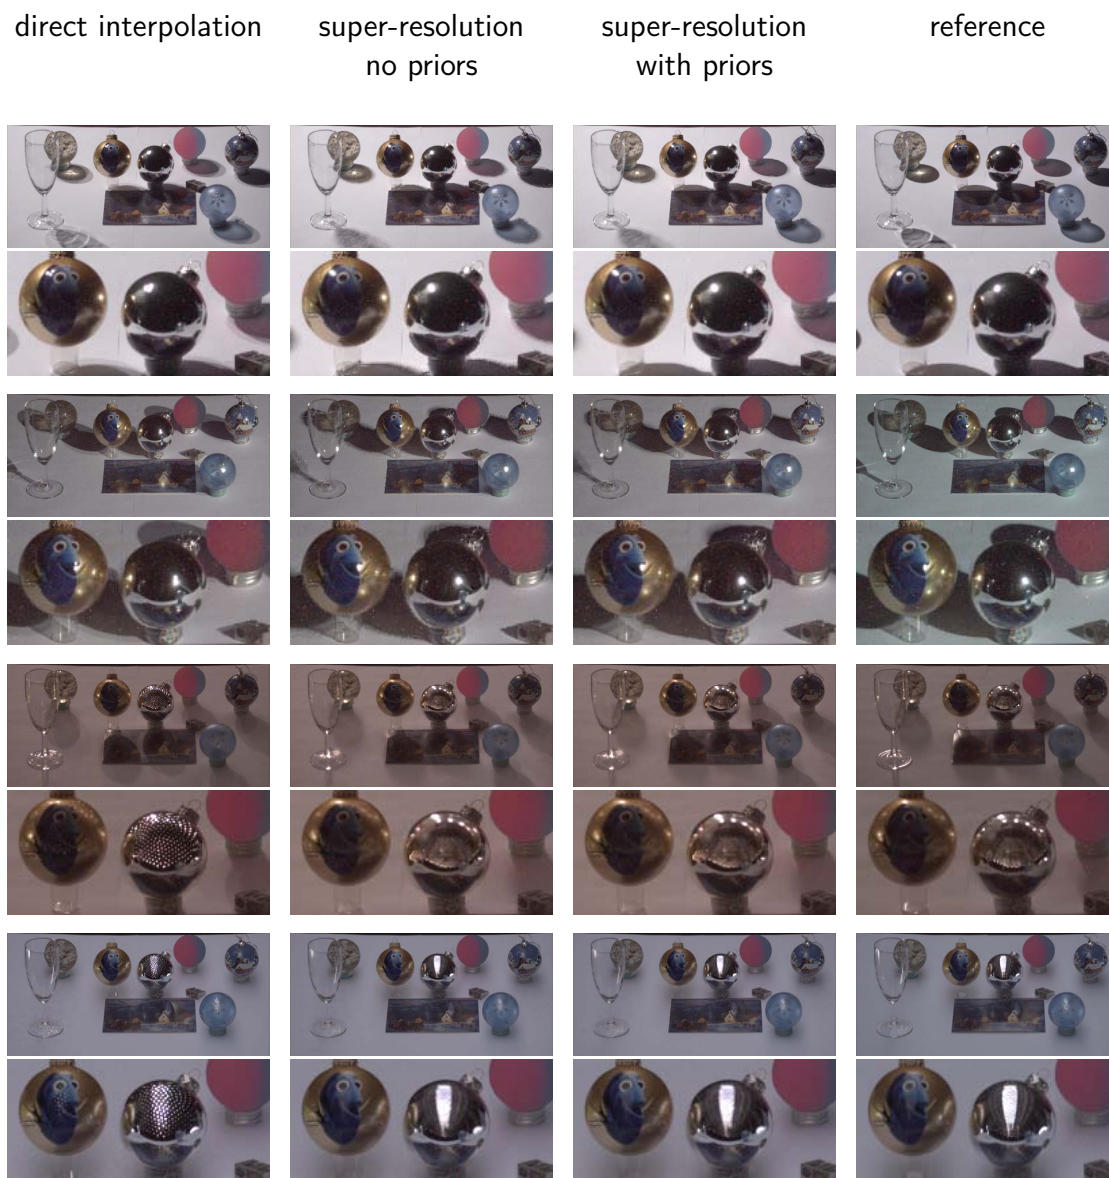 direct interpolation
super-resolution
no priors
super-resolution
with priors
reference